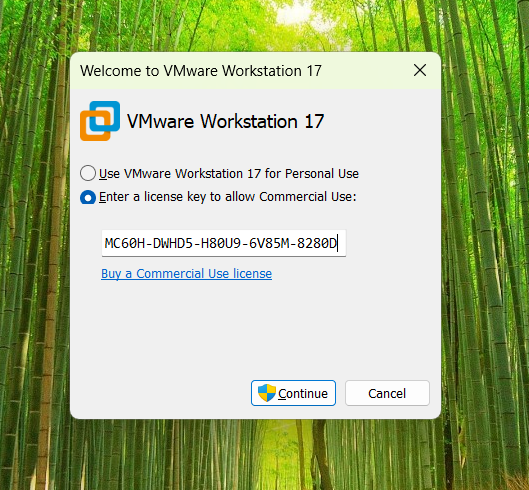 Welcome to VMware Workstation 17
VMware Workstation 17
Use VMware Workstation 17 for Personal Use
Enter a license key to allow Commercial Use:
MC60H-DWHD5-H80U9-6V85M-8280D
Buy a Commercial Use license
Continue
Cancel